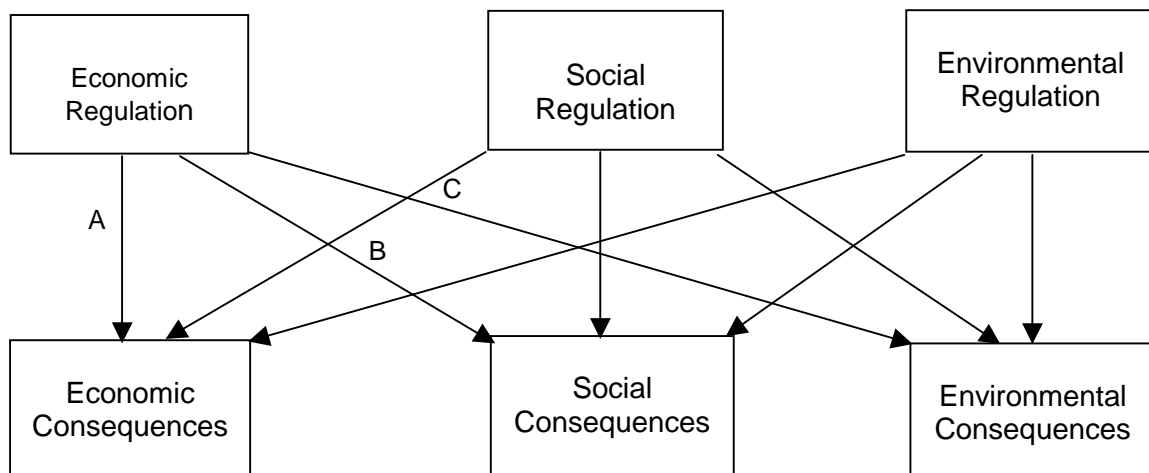 Economic
Regulation
Social
Regulation
Environmental
Regulation
A
B
C
Economic
Consequences
Social
Consequences
Environmental
Consequences